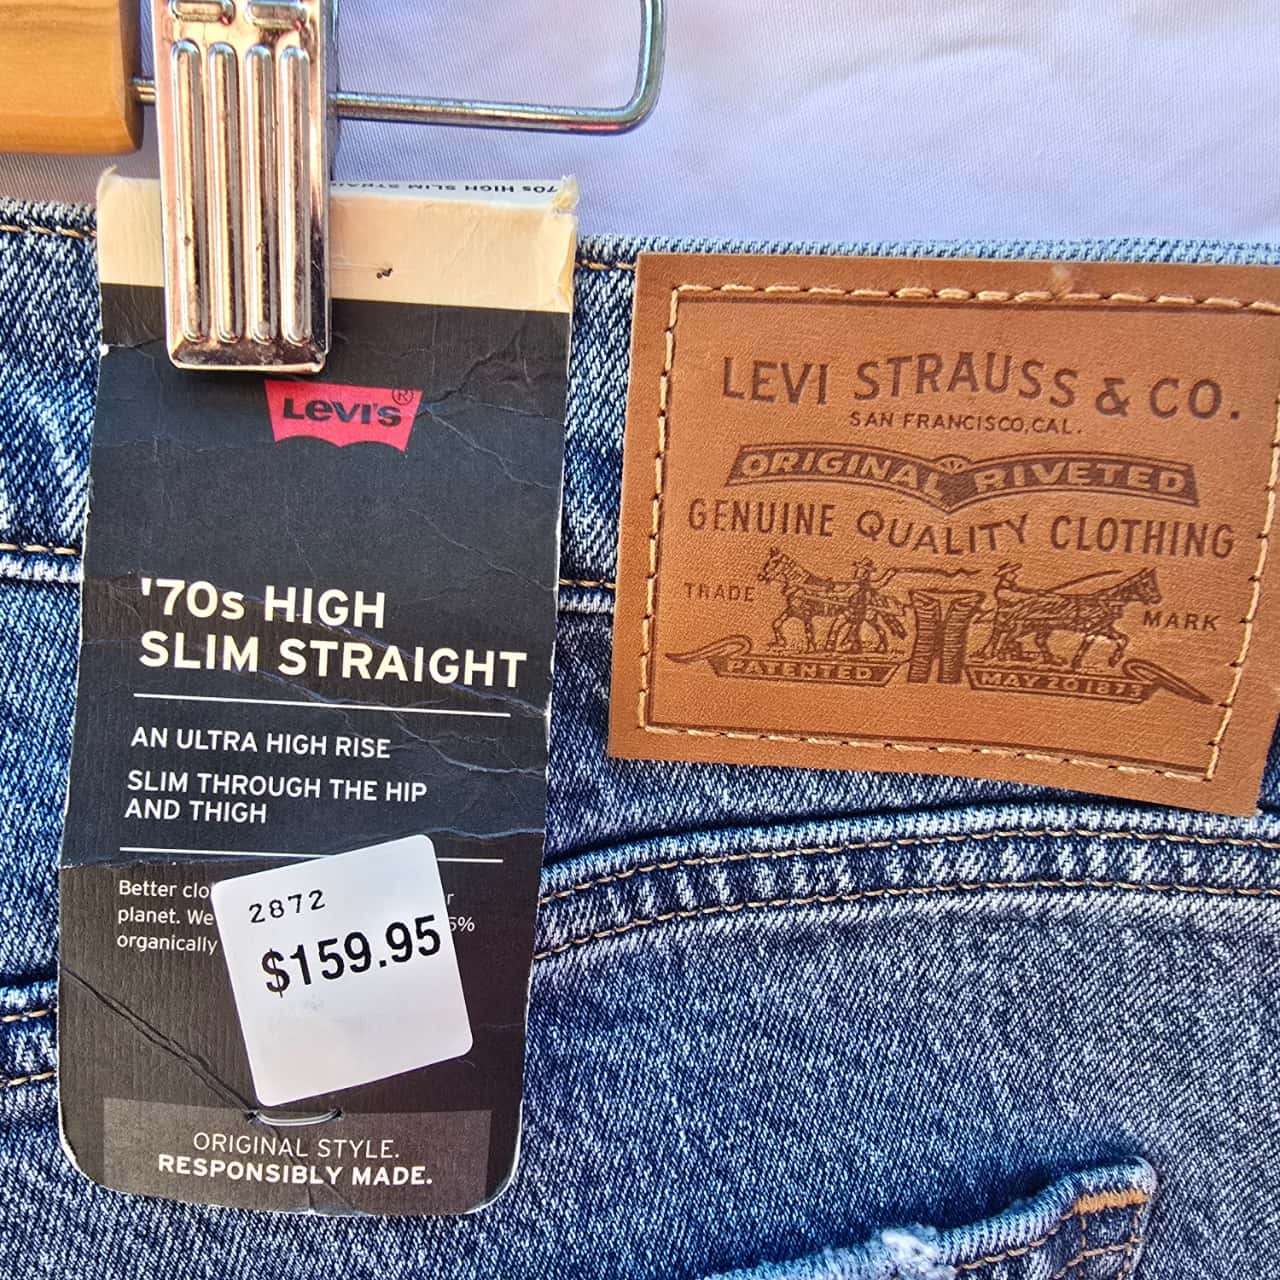 70s HIGH SLIM STRAIGHT
LEVI'S®
'70s HIGH
SLIM STRAIGHT
AN ULTRA HIGH RISE
SLIM THROUGH THE HIP
AND THIGH
Better
planet. We
organically
2872
$159.95
ORIGINAL STYLE.
RESPONSIBLY MADE.
LEVI STRAUSS & CO.
SAN FRANCISCO, CAL.
ORIGINAL RIVETED
GENUINE QUALITY CLOTHING
TRADE MARK
PATENTED MAY 20 1873